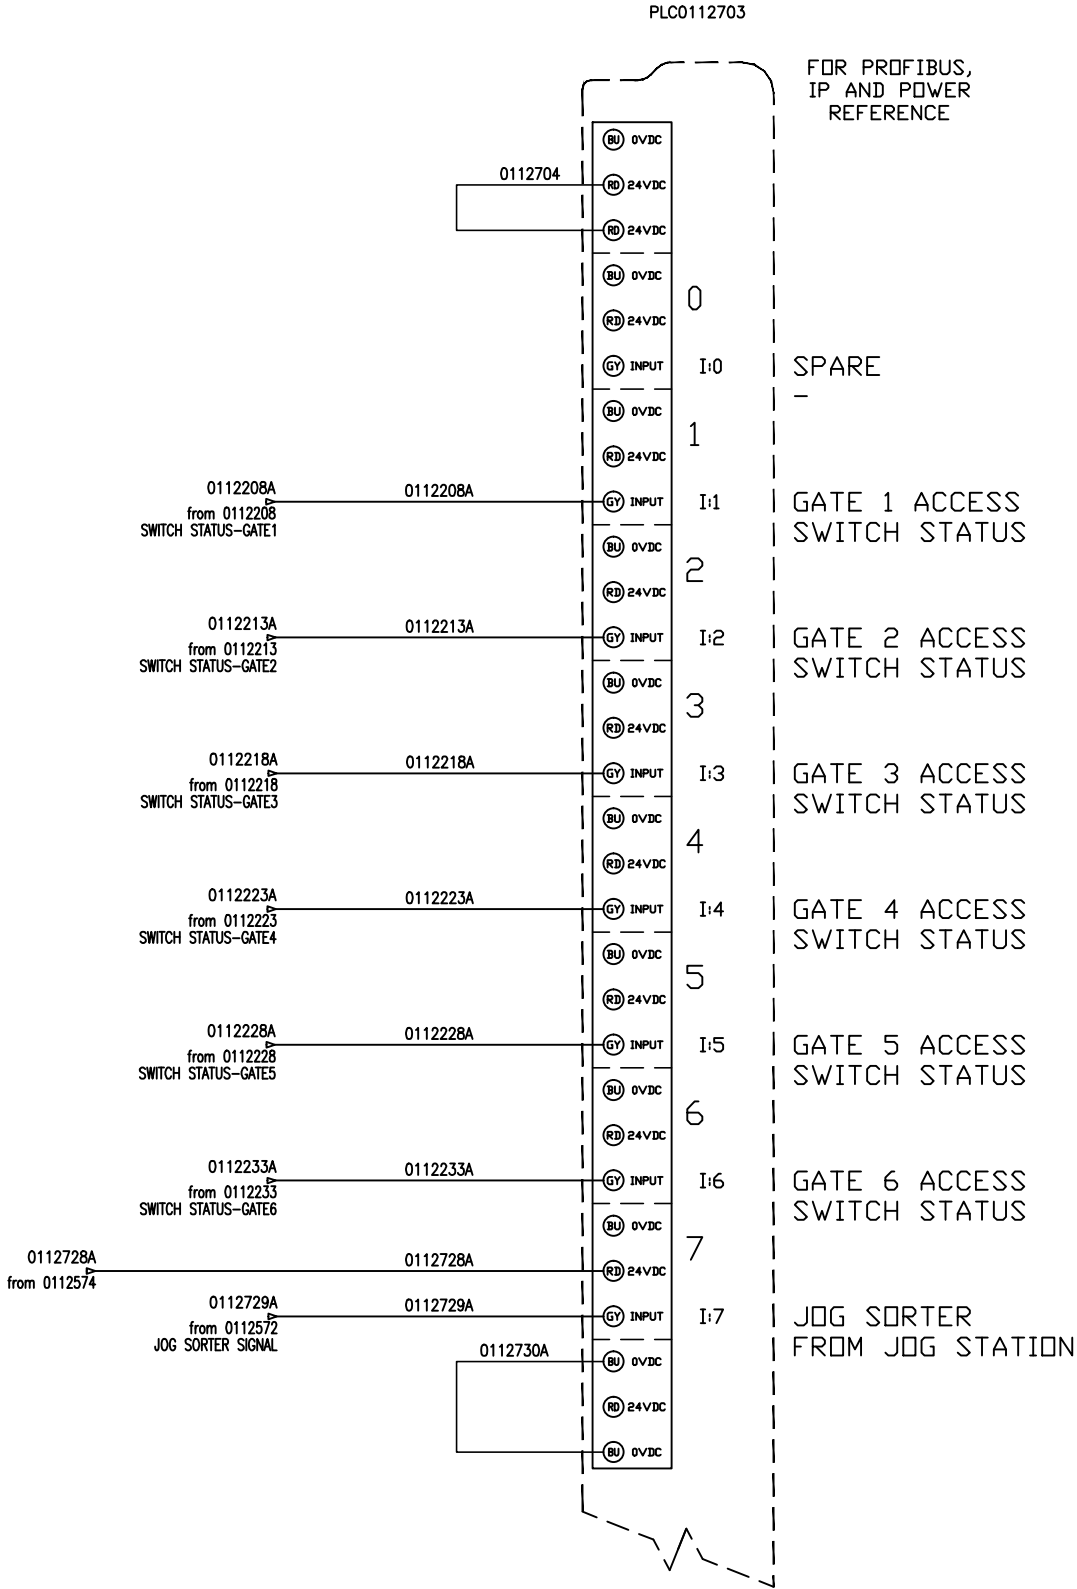 PLC0112703
FOR PROFIBUS,
IP AND POWER
REFERENCE
BU 0VDC
0112704
RD 24VDC
RD 24VDC
BU 0VDC
0
RD 24VDC
GY INPUT I:0 SPARE
-
BU 0VDC
1
RD 24VDC
0112208A 0112208A GY INPUT I:1 GATE 1 ACCESS
from 0112208
SWITCH STATUS-GATE1 SWITCH STATUS
BU 0VDC
2
RD 24VDC
0112213A 0112213A GY INPUT I:2 GATE 2 ACCESS
from 0112213
SWITCH STATUS-GATE2 SWITCH STATUS
BU 0VDC
3
RD 24VDC
0112218A 0112218A GY INPUT I:3 GATE 3 ACCESS
from 0112218
SWITCH STATUS-GATE3 SWITCH STATUS
BU 0VDC
4
RD 24VDC
0112223A 0112223A GY INPUT I:4 GATE 4 ACCESS
from 0112223
SWITCH STATUS-GATE4 SWITCH STATUS
BU 0VDC
5
RD 24VDC
0112228A 0112228A GY INPUT I:5 GATE 5 ACCESS
from 0112228
SWITCH STATUS-GATE5 SWITCH STATUS
BU 0VDC
6
RD 24VDC
0112233A 0112233A GY INPUT I:6 GATE 6 ACCESS
from 0112233
SWITCH STATUS-GATE6 SWITCH STATUS
BU 0VDC
7
0112728A 0112728A RD 24VDC
from 0112574
0112729A 0112729A GY INPUT I:7 JOG SORTER
from 0112572
JOG SORTER SIGNAL FROM JOG STATION
0112730A
BU 0VDC
RD 24VDC
BU 0VDC